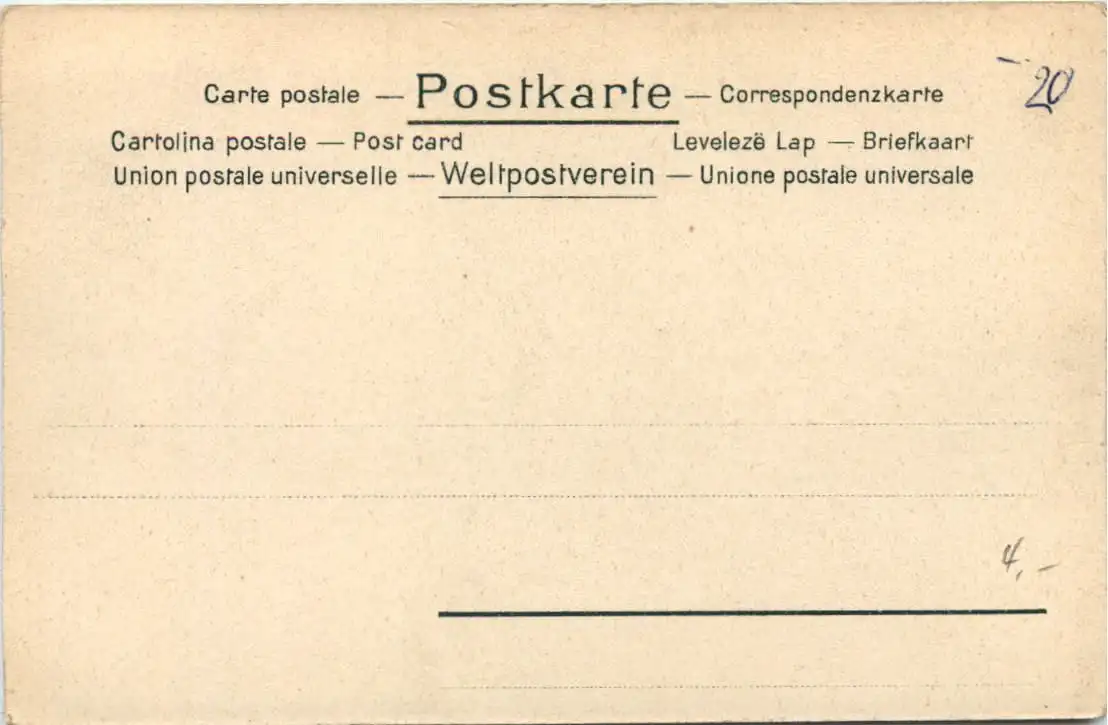 Carte postale — Postkarte — Correspondenzkarte
20
Cartolina postale — Post card Levelezë Lap — Briefkaart
Union postale universelle — Weltpostverein — Unione postale universale
4,-